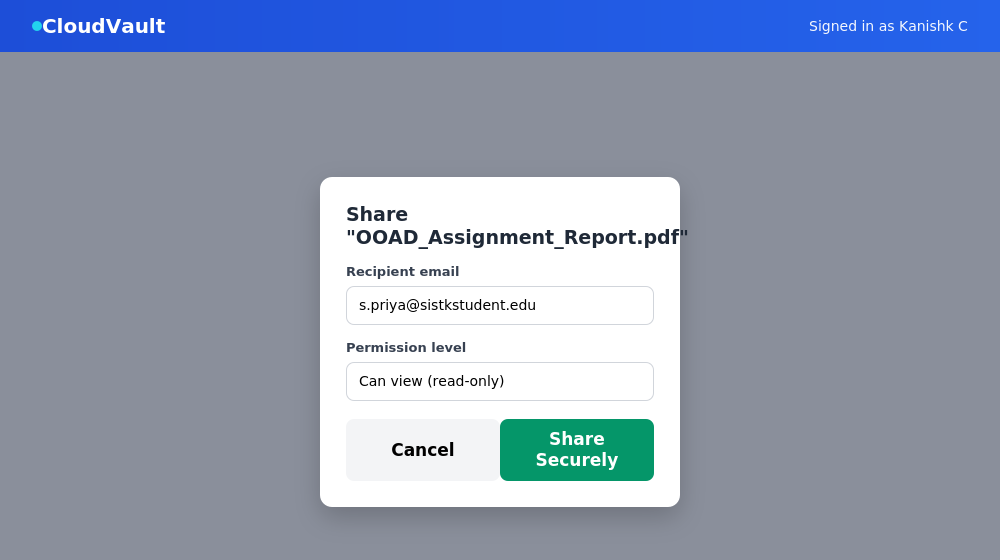 CloudVault
Signed in as Kanishk C
Share
"OOAD_Assignment_Report.pdf"
Recipient email
s.priya@sistkstudent.edu
Permission level
Can view (read-only)
Cancel
Share
Securely